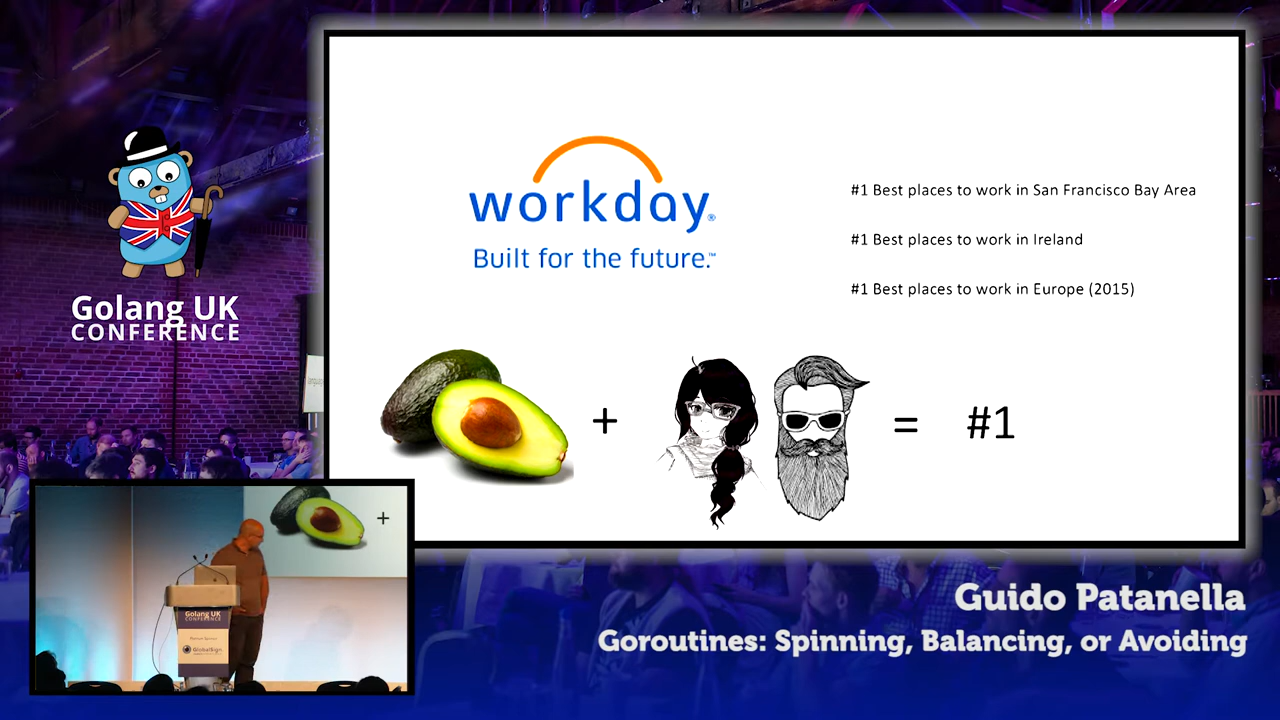 Golang UK
CONFERENCE
workday®
Built for the future.™
#1 Best places to work in San Francisco Bay Area
#1 Best places to work in Ireland
#1 Best places to work in Europe (2015)
+
=
#1
+
Golang UK
CONFERENCE
GlobalSign
Guido Patanella
Goroutines: Spinning, Balancing, or Avoiding